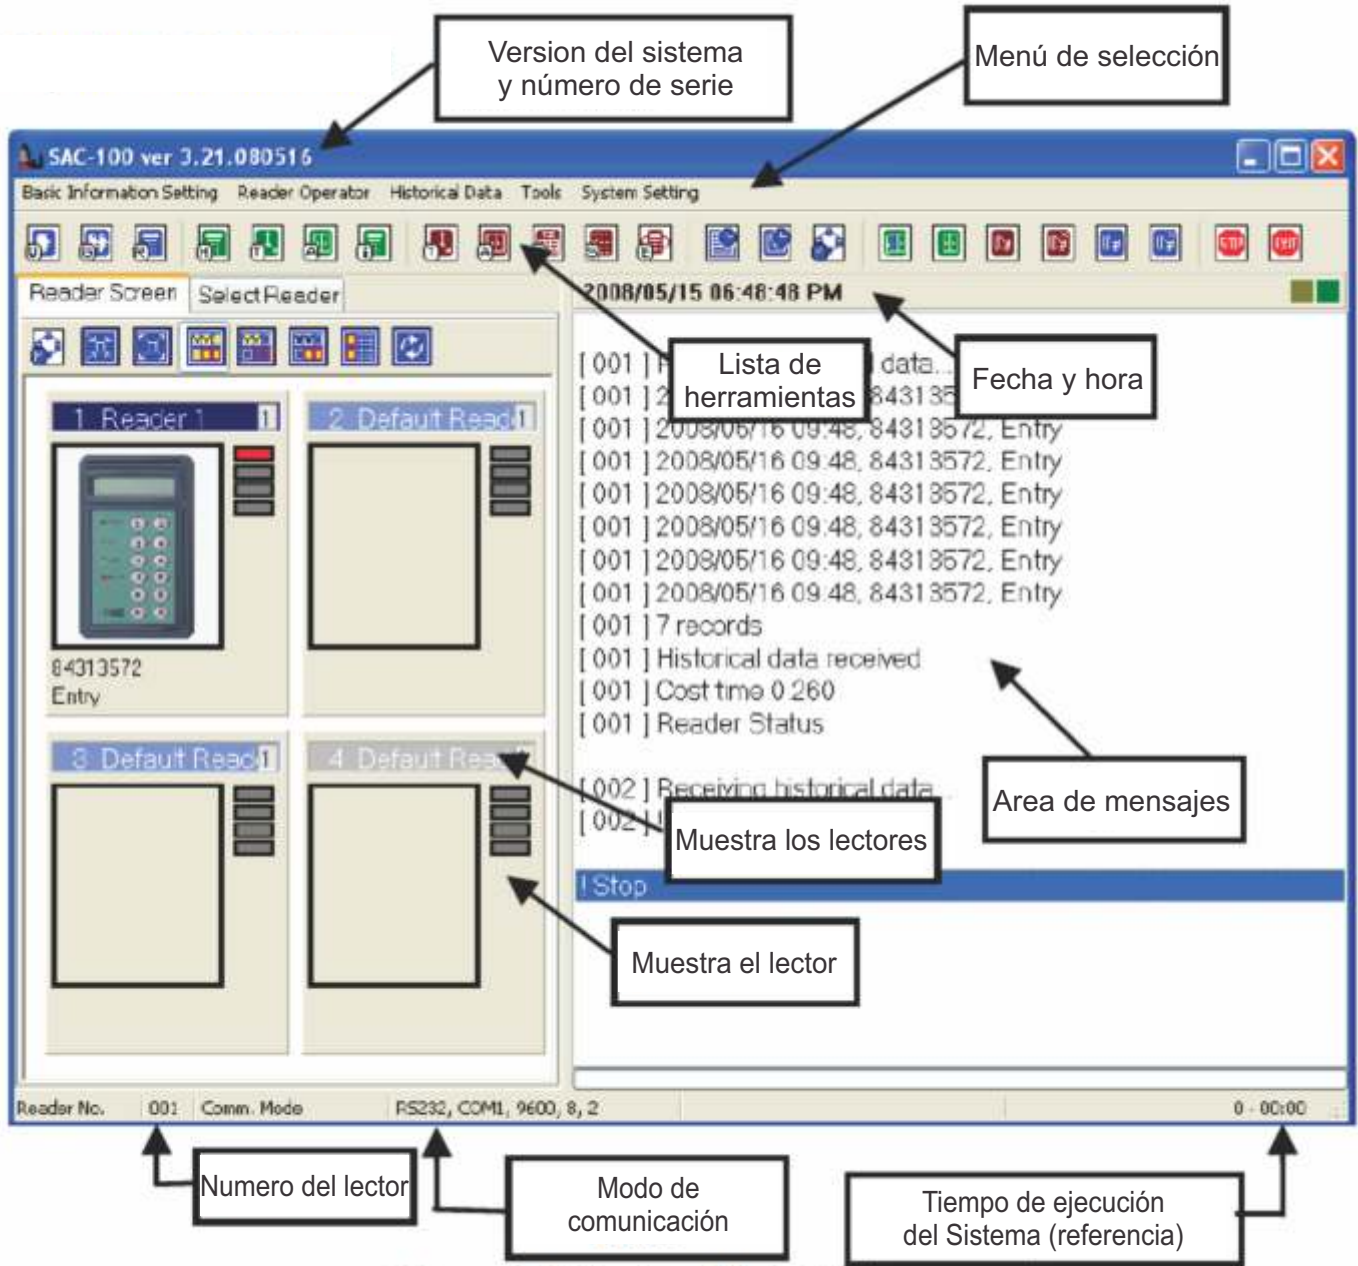 Version del sistema
y número de serie
Menú de selección
SAC-100 ver 3.21.080516
Basic Information Setting Reader Operator Historical Data Tools System Setting
Reader Screen Select Reader
2008/05/15 06:48:48 PM
Lista de
herramientas
Fecha y hora
1 Reader 1 1
2 Default Read 1
84313572
Entry
3 Default Read 1
4 Default Read
[ 001 ] data...
[ 001 ] 2
[ 001 ] 2008/05/16 09:48, 84313572, Entry
[ 001 ] 2008/05/16 09:48, 84313572, Entry
[ 001 ] 2008/05/16 09:48, 84313572, Entry
[ 001 ] 2008/05/16 09:48, 84313572, Entry
[ 001 ] 2008/05/16 09:48, 84313572, Entry
[ 001 ] 2008/05/16 09:48, 84313572, Entry
[ 001 ] 7 records
[ 001 ] Historical data received
[ 001 ] Cost time 0.260
[ 001 ] Reader Status
[ 002 ] Receiving historical data...
[ 002 ] !
! Stop
Area de mensajes
Muestra los lectores
Muestra el lector
Reader No. 001 Comm. Mode RS232, COM1, 9600, 8, 2 0 - 00:00
Numero del lector
Modo de
comunicación
Tiempo de ejecución
del Sistema (referencia)